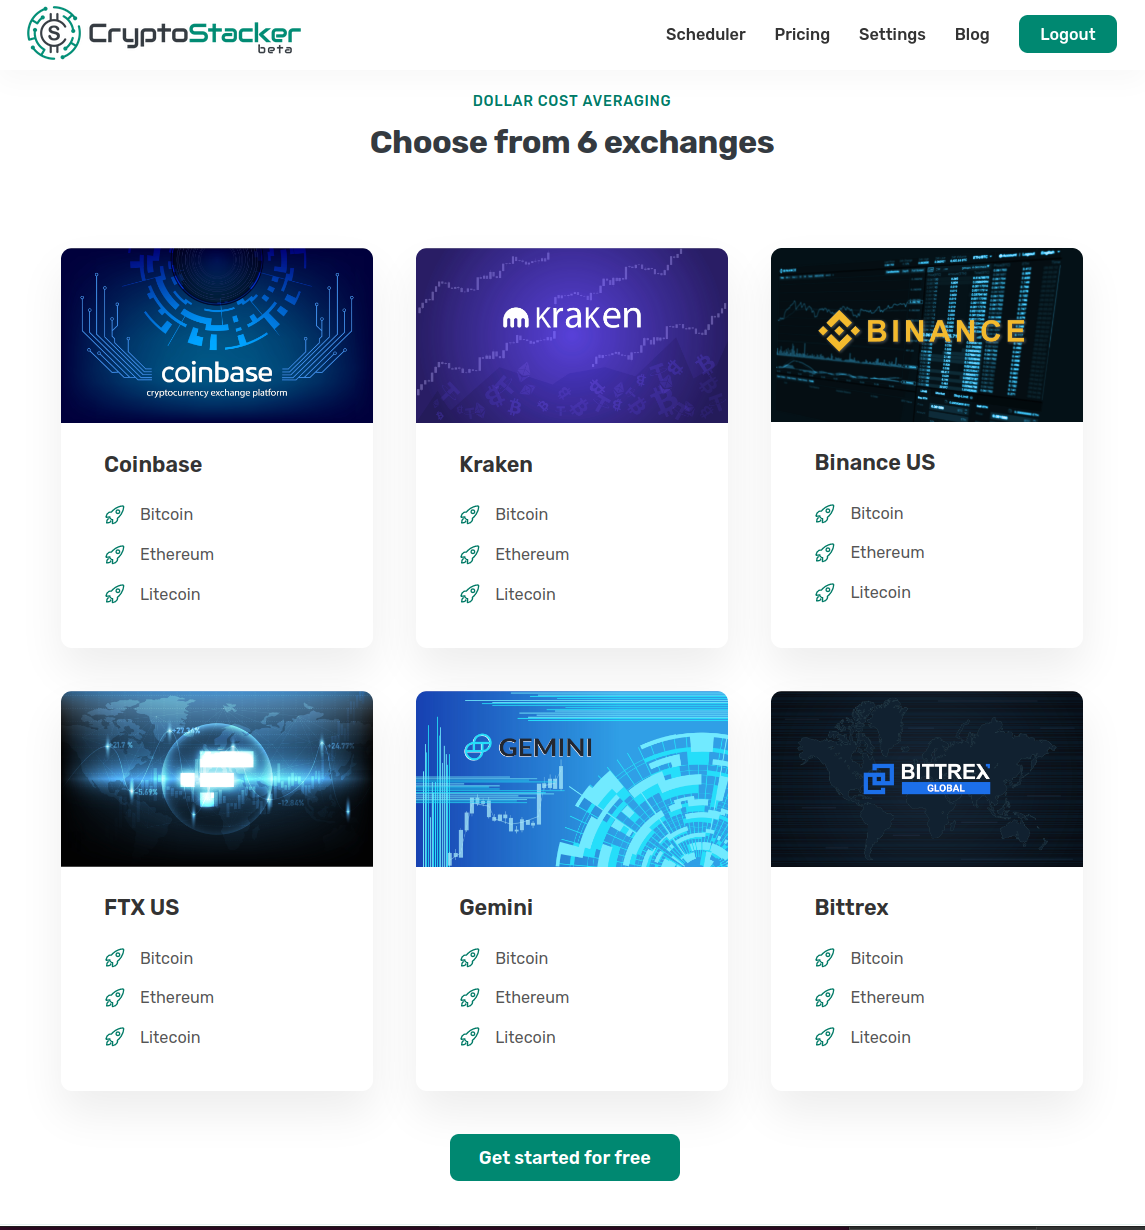 CryptoStacker
beta
Scheduler Pricing Settings Blog Logout
DOLLAR COST AVERAGING
Choose from 6 exchanges
coinbase
cryptocurrency exchange platform
kraken
BINANCE
Coinbase
Bitcoin
Ethereum
Litecoin
Kraken
Bitcoin
Ethereum
Litecoin
Binance US
Bitcoin
Ethereum
Litecoin
GEMINI
BITTREX
GLOBAL
FTX US
Bitcoin
Ethereum
Litecoin
Gemini
Bitcoin
Ethereum
Litecoin
Bittrex
Bitcoin
Ethereum
Litecoin
Get started for free